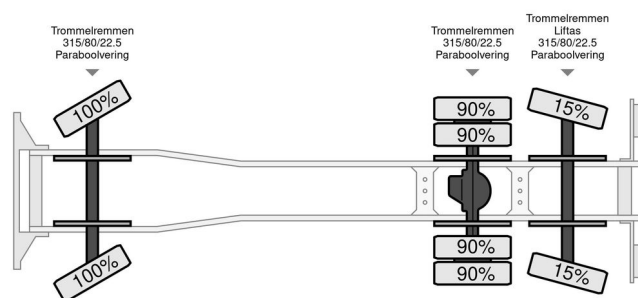 Trommelremmen
315/80/22.5
Paraboolvering
Trommelremmen
315/80/22.5
Paraboolvering
Trommelremmen
Liftas
315/80/22.5
Paraboolvering
100%
90%
90%
15%
100%
90%
90%
15%